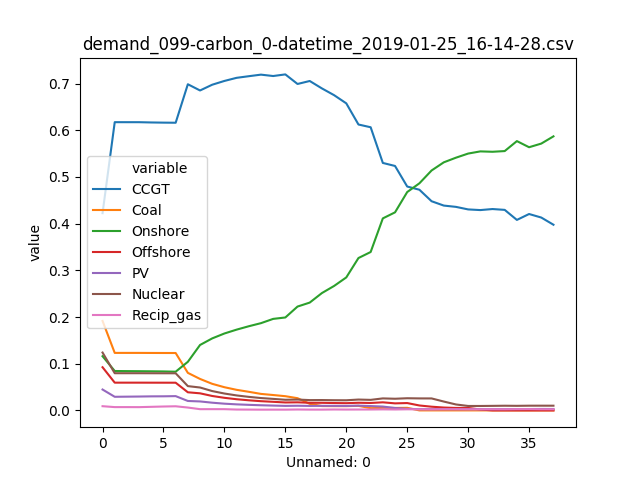 demand_099-carbon_0-datetime_2019-01-25_16-14-28.csv
0.7
0.6
0.5
0.4
0.3
0.2
0.1
0.0
value
variable
CCGT
Coal
Onshore
Offshore
PV
Nuclear
Recip_gas
0 5 10 15 20 25 30 35
Unnamed: 0